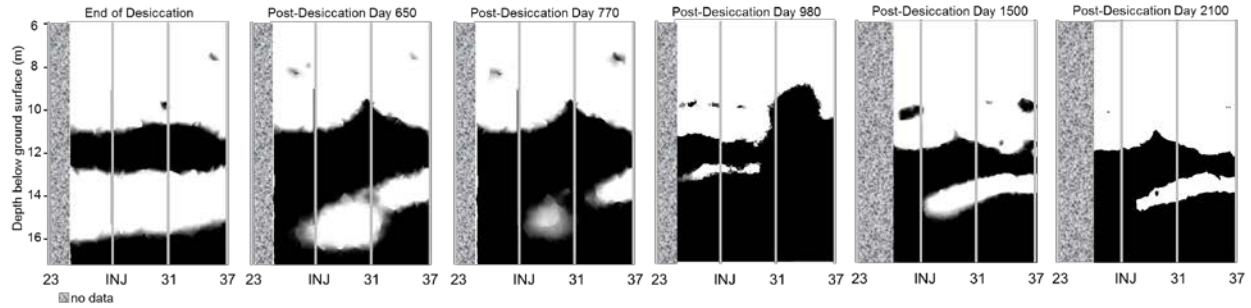 End of Desiccation
Post-Desiccation Day 650
Post-Desiccation Day 770
Post-Desiccation Day 980
Post-Desiccation Day 1500
Post-Desiccation Day 2100
Depth below ground surface (m)
6
8
10
12
14
16
23 INJ 31 37
23 INJ 31 37
23 INJ 31 37
23 INJ 31 37
23 INJ 31 37
23 INJ 31 37
no data